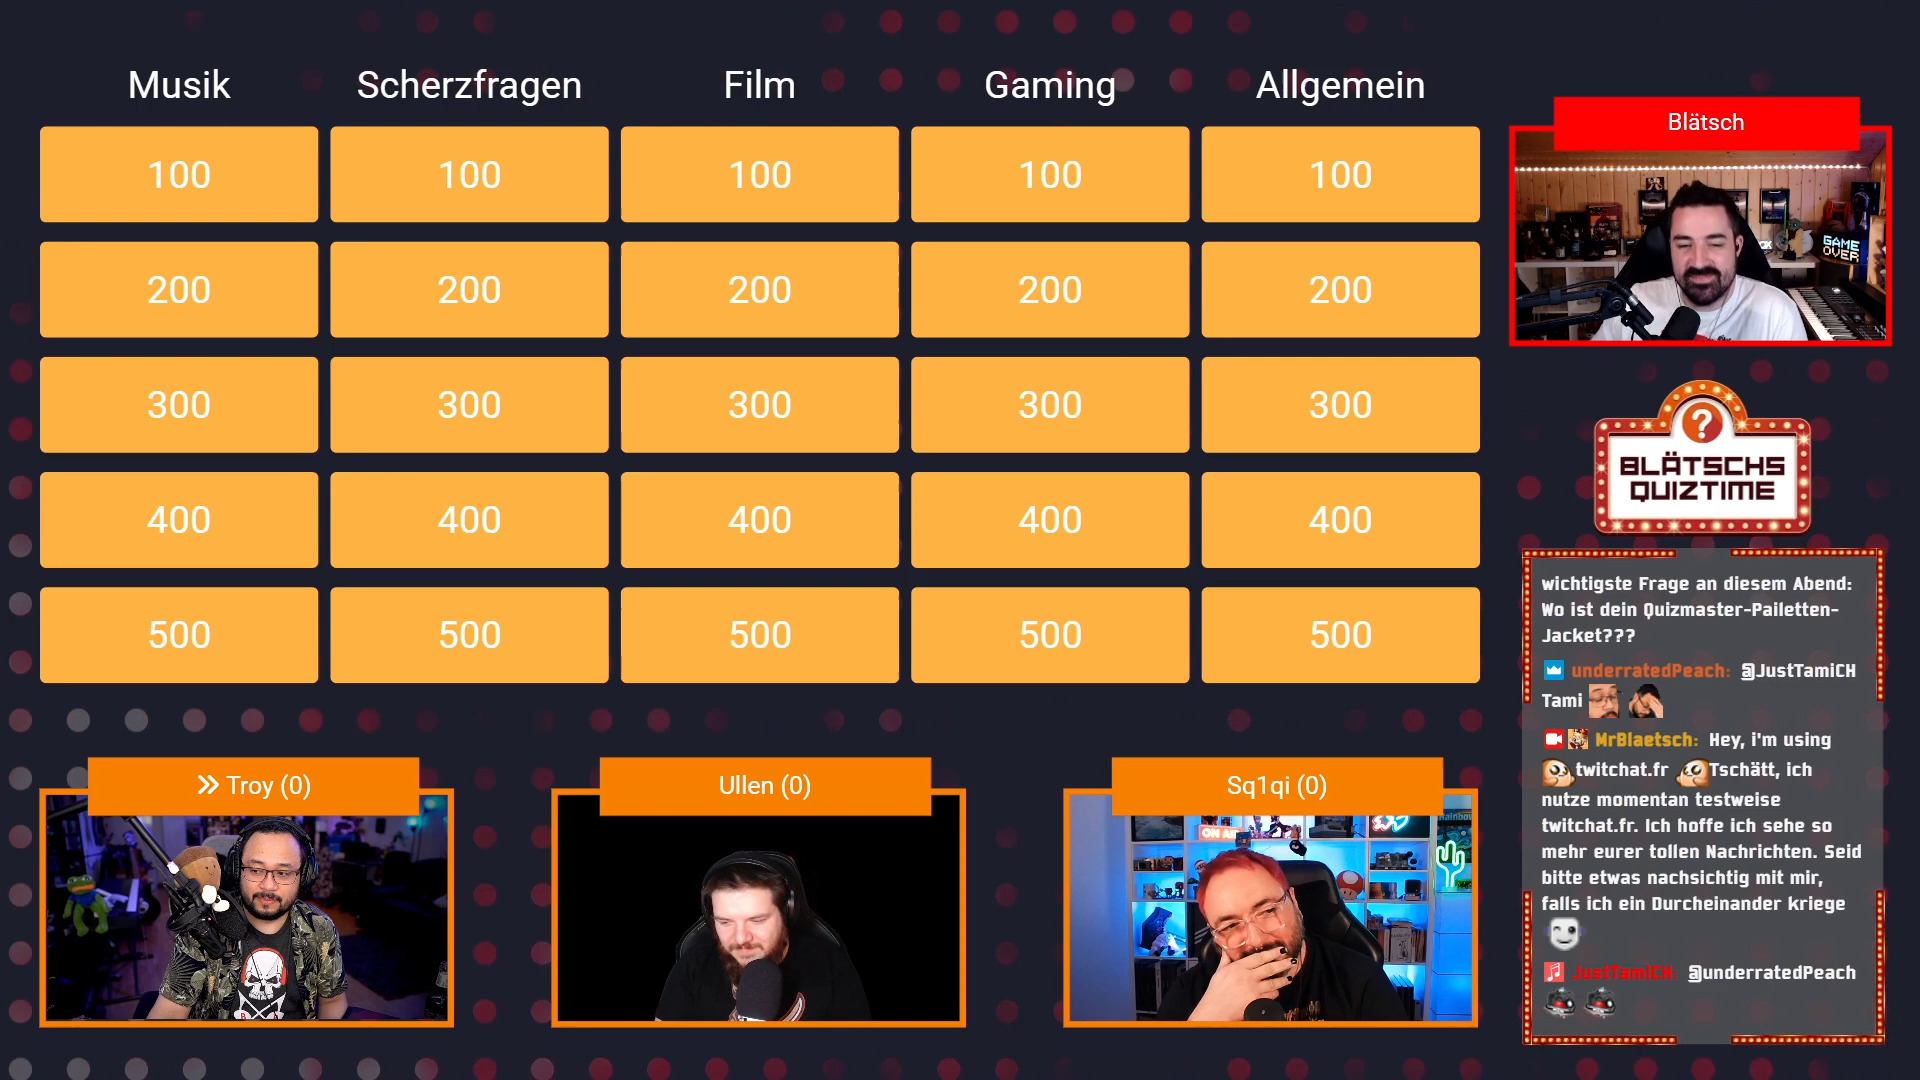 Musik Scherzfragen Film Gaming Allgemein
100 100 100 100 100
200 200 200 200 200
300 300 300 300 300
400 400 400 400 400
500 500 500 500 500
Blätsch
GAME
OVER
?
BLÄTSCHS
QUIZTIME
wichtigste Frage an diesem Abend:
Wo ist dein Quizmaster-Pailetten-
Jacket???
underratedPeach: @JustTamiCH
Tami
MrBlaetsch: Hey, i'm using
twitchat.fr Tschätt, ich
nutze momentan testweise
twitchat.fr. Ich hoffe ich sehe so
mehr eurer tollen Nachrichten. Seid
bitte etwas nachsichtig mit mir,
falls ich ein Durcheinander kriege
JustTamiCH: @underratedPeach
Troy (0)
Ullen (0)
Sq1qi (0)
ON AIR